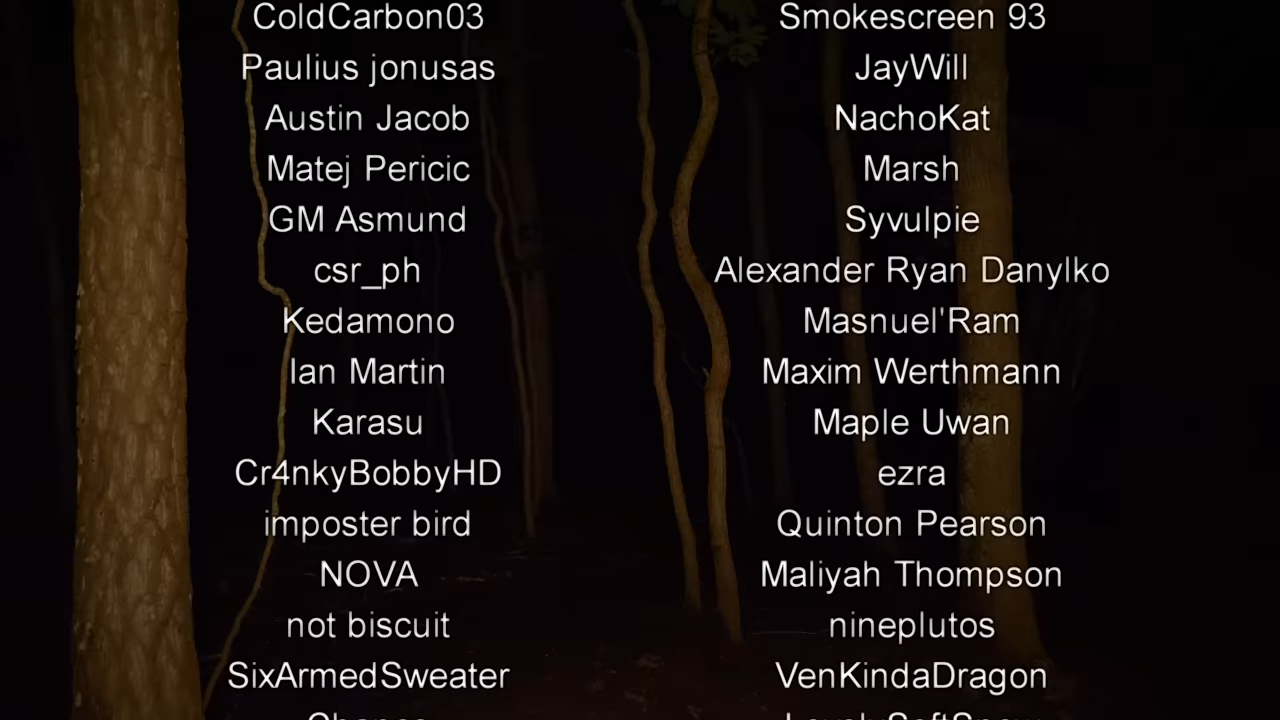 ColdCarbon03
Smokescreen 93
Paulius jonusas
JayWill
Austin Jacob
NachoKat
Matej Pericic
Marsh
GM Asmund
Syvulpie
csr_ph
Alexander Ryan Danylko
Kedamono
Masnuel'Ram
Ian Martin
Maxim Werthmann
Karasu
Maple Uwan
Cr4nkyBobbyHD
ezra
imposter bird
Quinton Pearson
NOVA
Maliyah Thompson
not biscuit
nineplutos
SixArmedSweater
VenKindaDragon